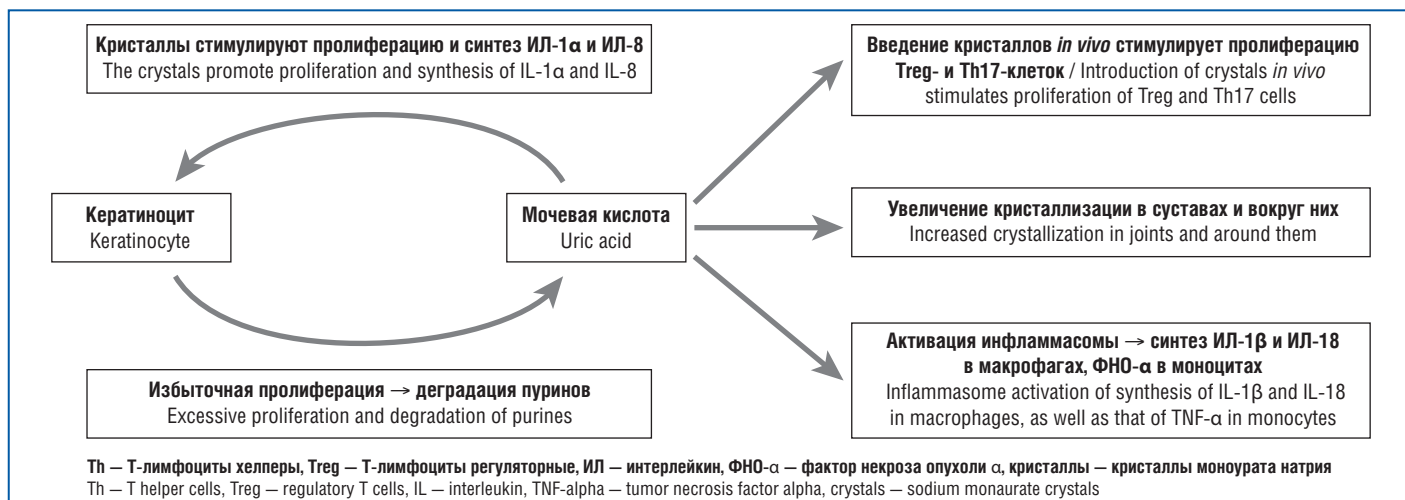 Кристаллы стимулируют пролиферацию и синтез ИЛ-1α и ИЛ-8
The crystals promote proliferation and synthesis of IL-1α and IL-8
Введение кристаллов in vivo стимулирует пролиферацию
Treg- и Th17-клеток / Introduction of crystals in vivo
stimulates proliferation of Treg and Th17 cells
Кератиноцит
Keratinocyte
Мочевая кислота
Uric acid
Увеличение кристаллизации в суставах и вокруг них
Increased crystallization in joints and around them
Избыточная пролиферация → деградация пуринов
Excessive proliferation and degradation of purines
Активация инфламмасомы → синтез ИЛ-1β и ИЛ-18
в макрофагах, ФНО-α в моноцитах
Inflammasome activation of synthesis of IL-1β and IL-18
in macrophages, as well as that of TNF-α in monocytes
Th — Т-лимфоциты хелперы, Treg — Т-лимфоциты регуляторные, ИЛ — интерлейкин, ФНО-α — фактор некроза опухоли α, кристаллы — кристаллы моноурата натрия
Th — T helper cells, Treg — regulatory T cells, IL — interleukin, TNF-alpha — tumor necrosis factor alpha, crystals — sodium monaurate crystals